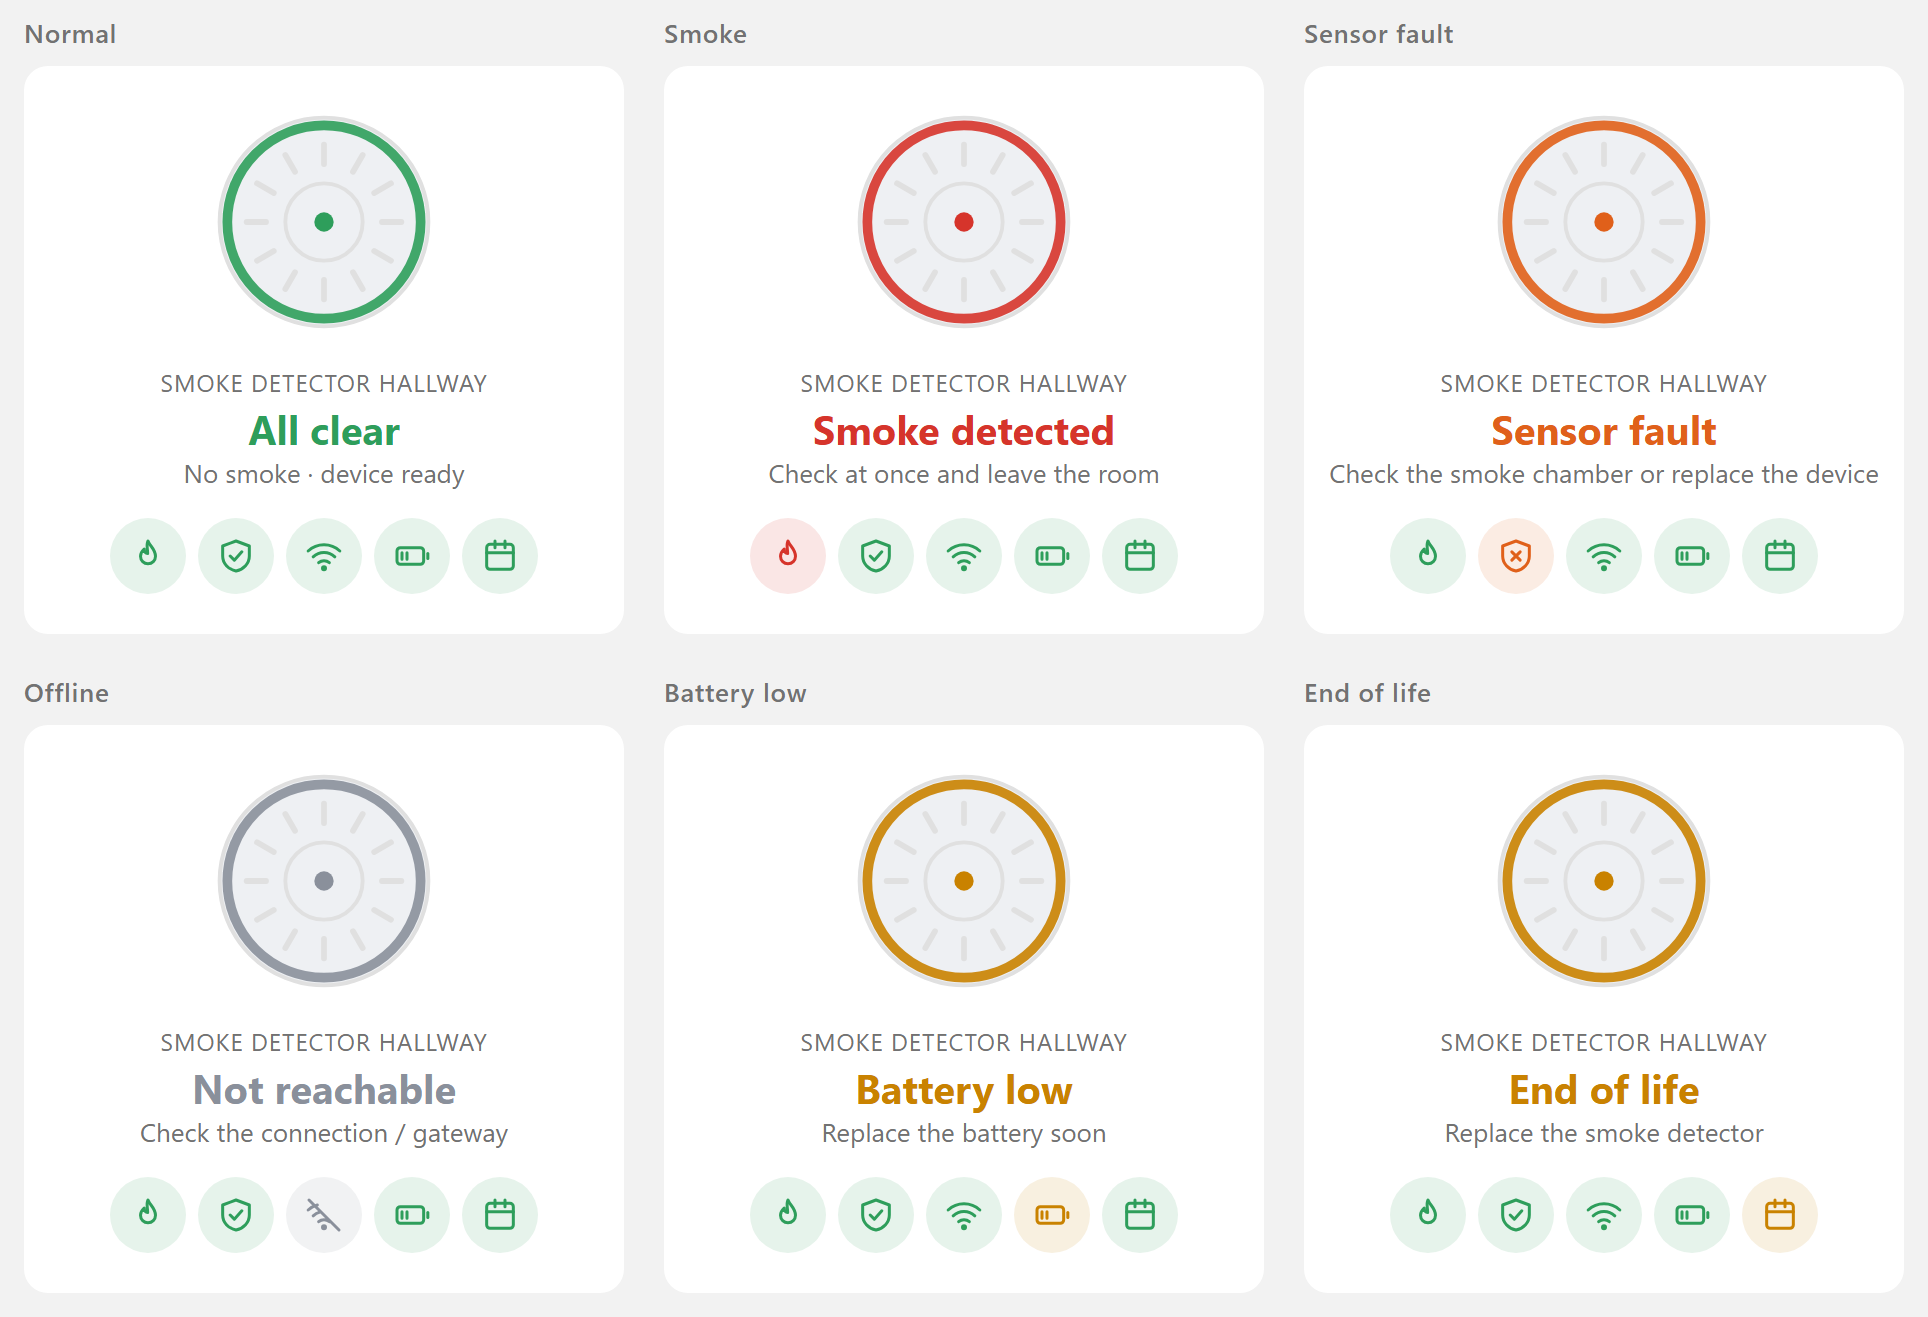 Normal
SMOKE DETECTOR HALLWAY
All clear
No smoke · device ready
Smoke
SMOKE DETECTOR HALLWAY
Smoke detected
Check at once and leave the room
Sensor fault
SMOKE DETECTOR HALLWAY
Sensor fault
Check the smoke chamber or replace the device
Offline
SMOKE DETECTOR HALLWAY
Not reachable
Check the connection / gateway
Battery low
SMOKE DETECTOR HALLWAY
Battery low
Replace the battery soon
End of life
SMOKE DETECTOR HALLWAY
End of life
Replace the smoke detector